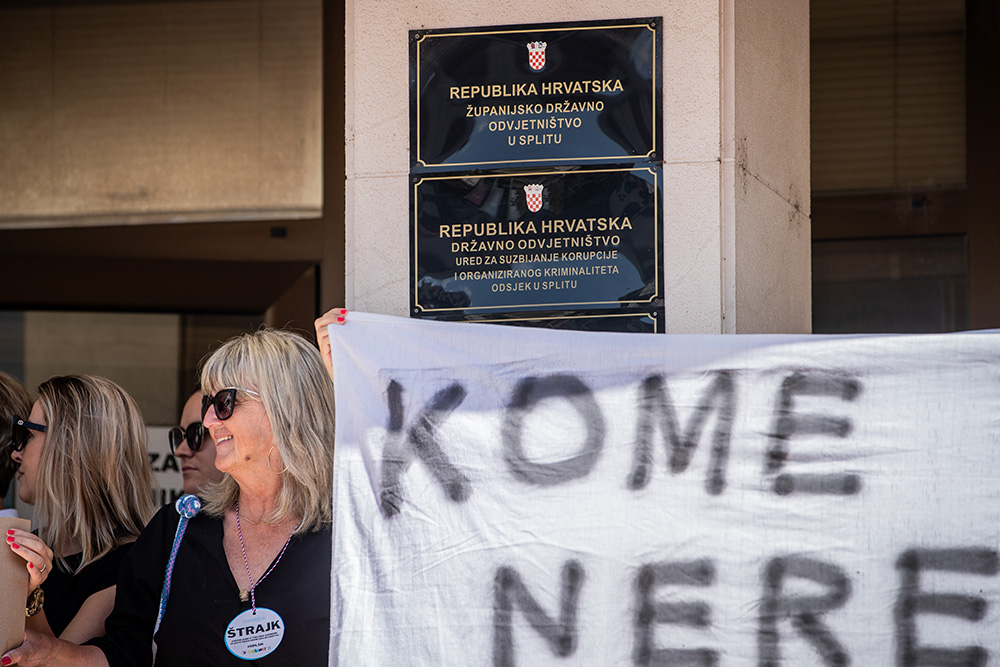 REPUBLIKA HRVATSKA
ŽUPANIJSKO DRŽAVNO
ODVJETNIŠTVO
U SPLITU
REPUBLIKA HRVATSKA
DRŽAVNO ODVJETNIŠTVO
URED ZA SUZBIJANJE KORUPCIJE
I ORGANIZIRANOG KRIMINALITETA
ODSJEK U SPLITU
KOME
NERE
ZA
ŠTRAJK